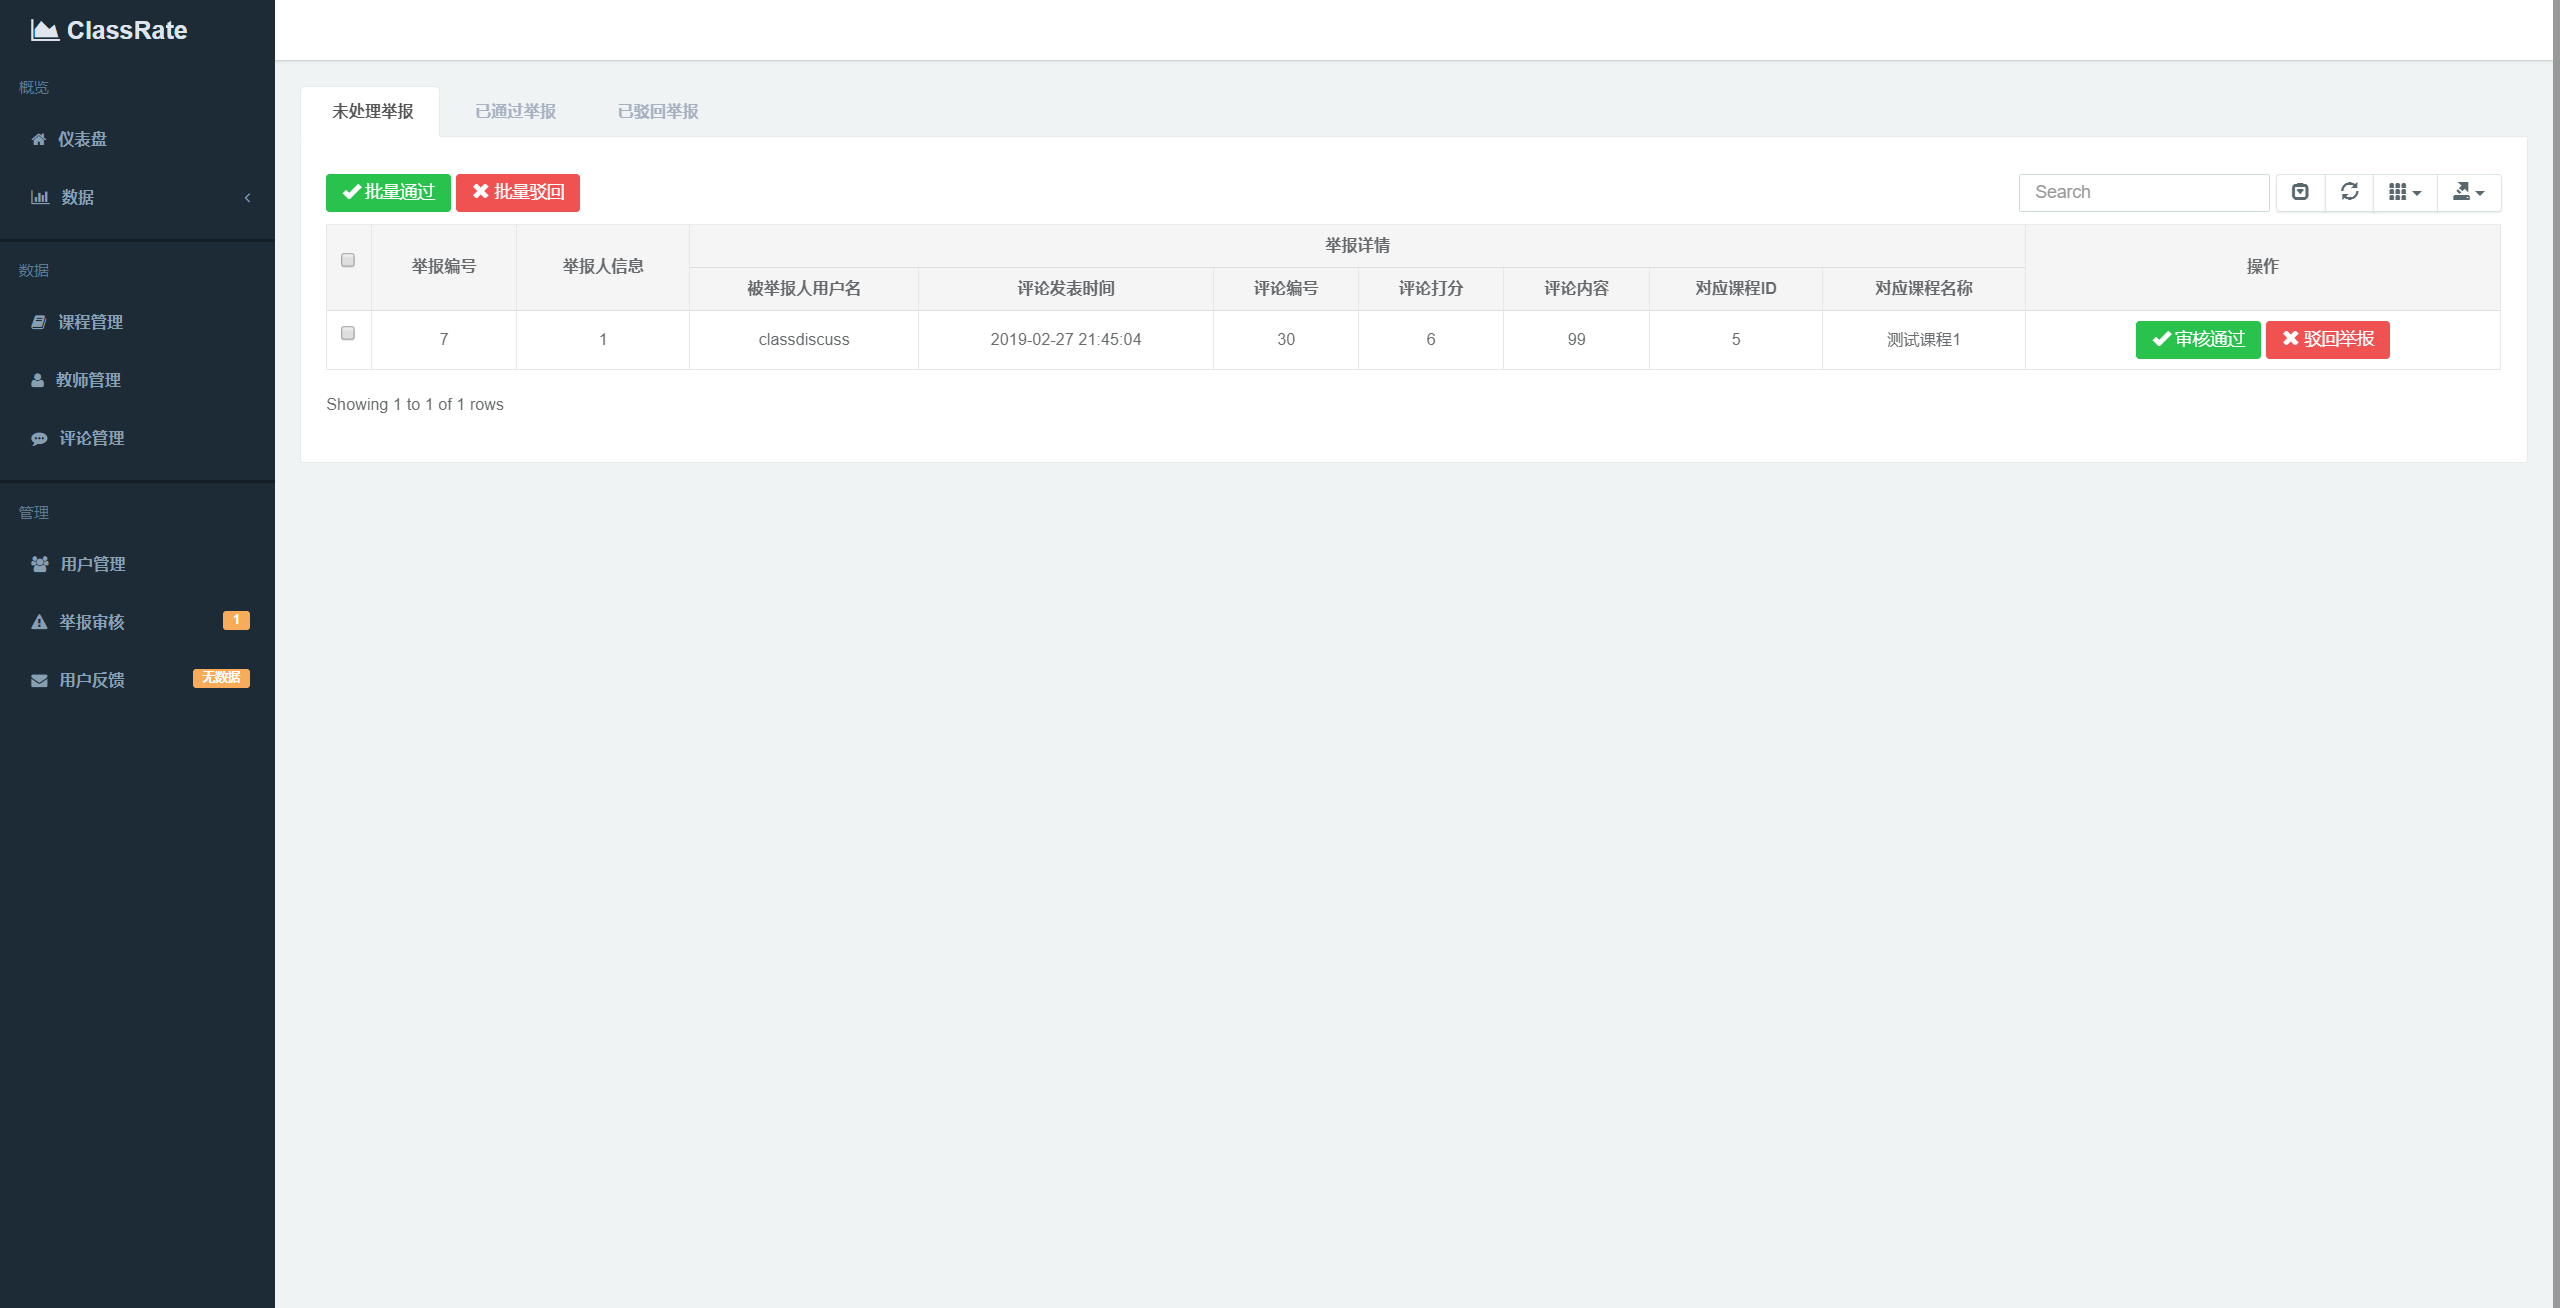 ClassRate
概览
仪表盘
数据
数据
课程管理
教师管理
评论管理
管理
用户管理
举报审核 1
用户反馈 无数据
未处理举报 已通过举报 已驳回举报
批量通过 批量驳回 Search
举报编号 举报人信息 举报详情 操作
被举报人用户名 评论发表时间 评论编号 评论打分 评论内容 对应课程ID 对应课程名称
7 1 classdiscuss 2019-02-27 21:45:04 30 6 99 5 测试课程1 审核通过 驳回举报
Showing 1 to 1 of 1 rows